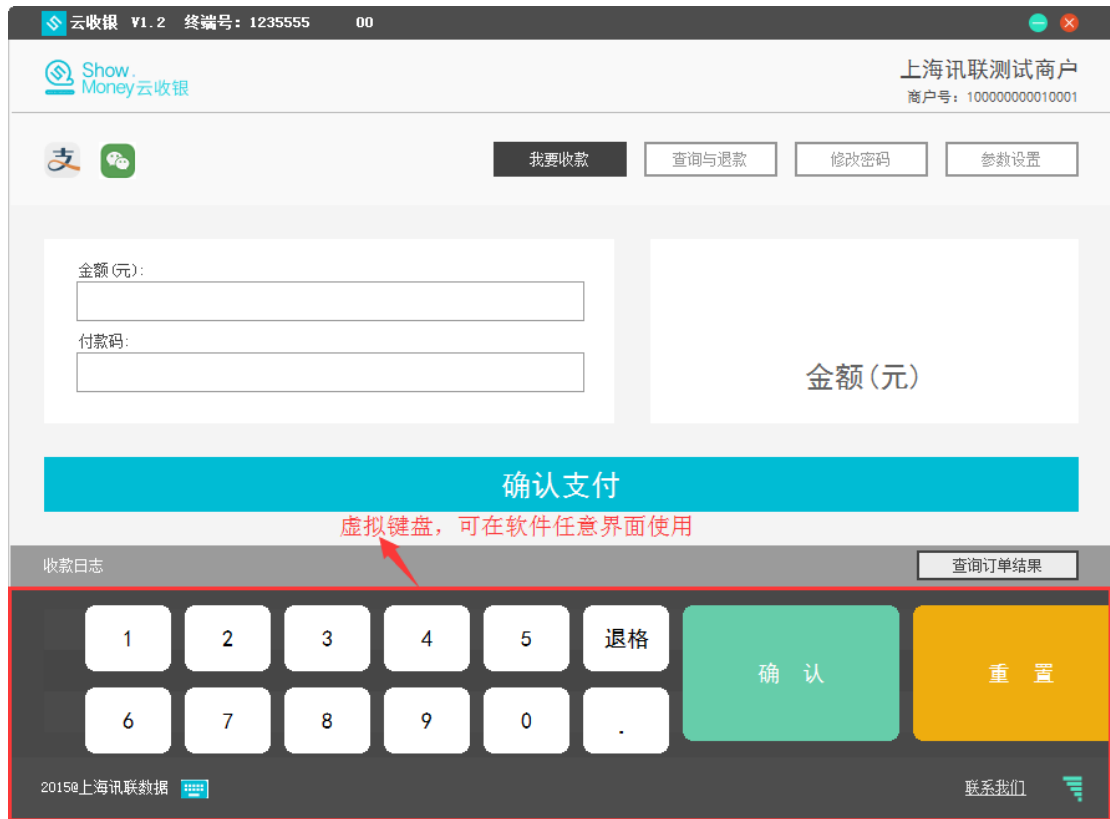 云收银 V1.2 终端号: 1235555 00
Show.
Money云收银
上海讯联测试商户
商户号: 100000000010001
支
我要收款 查询与退款 修改密码 参数设置
金额(元):
付款码:
金额(元)
确认支付
虚拟键盘，可在软件任意界面使用
收款日志 查询订单结果
1 2 3 4 5 退格
确 认 重 置
6 7 8 9 0 .
2015@上海讯联数据 联系我们